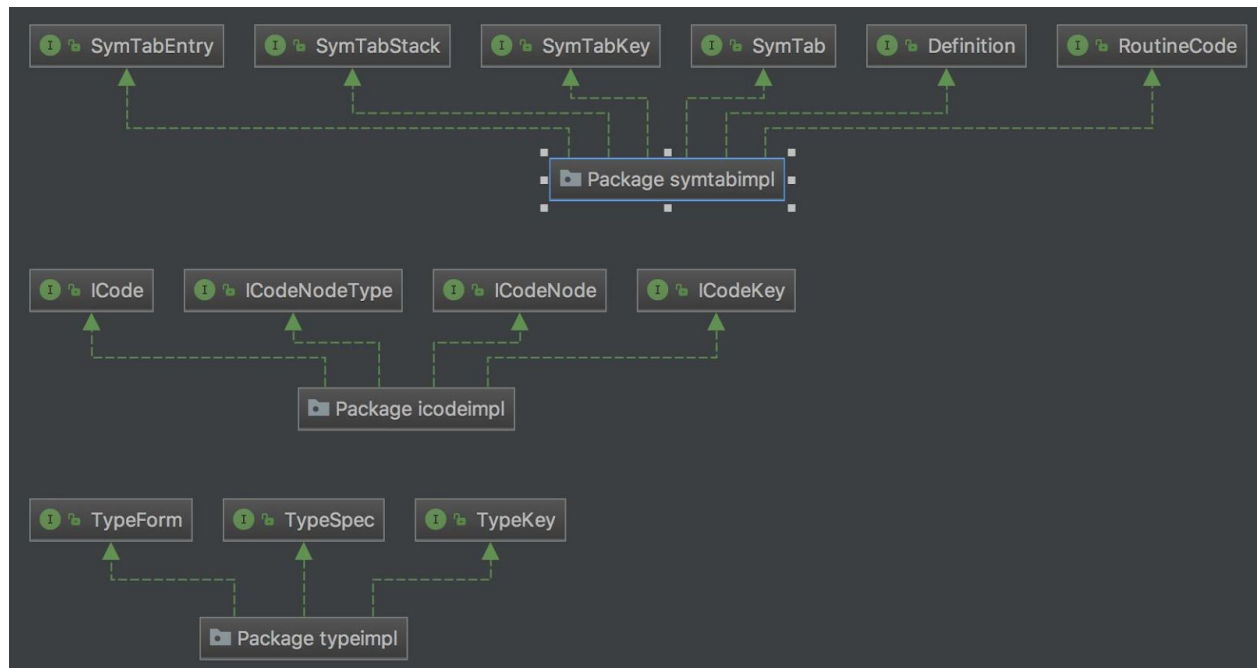 SymTabEntry SymTabStack SymTabKey SymTab Definition RoutineCode
Package symtabimpl
ICode ICodeNodeType ICodeNode ICodeKey
Package icodeimpl
TypeForm TypeSpec TypeKey
Package typeimpl